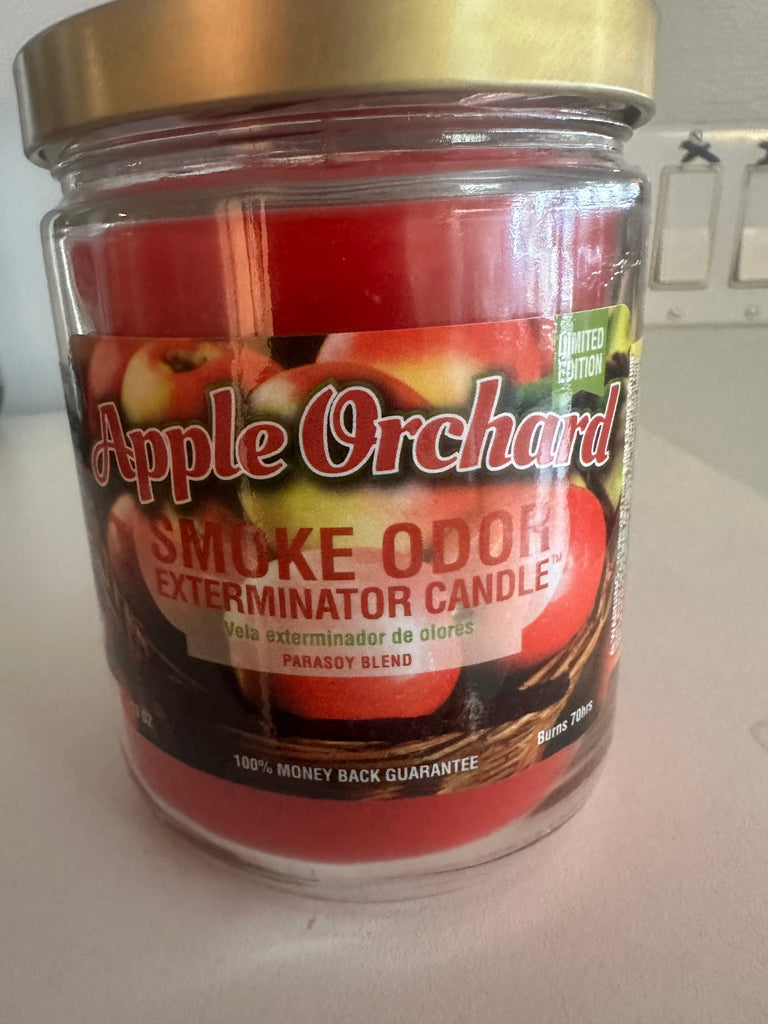 LIMITED
EDITION
Apple Orchard
SMOKE ODOR
EXTERMINATOR CANDLE™
Vela exterminador de olores
PARASOY BLEND
OZ
Burns 70hrs
100% MONEY BACK GUARANTEE